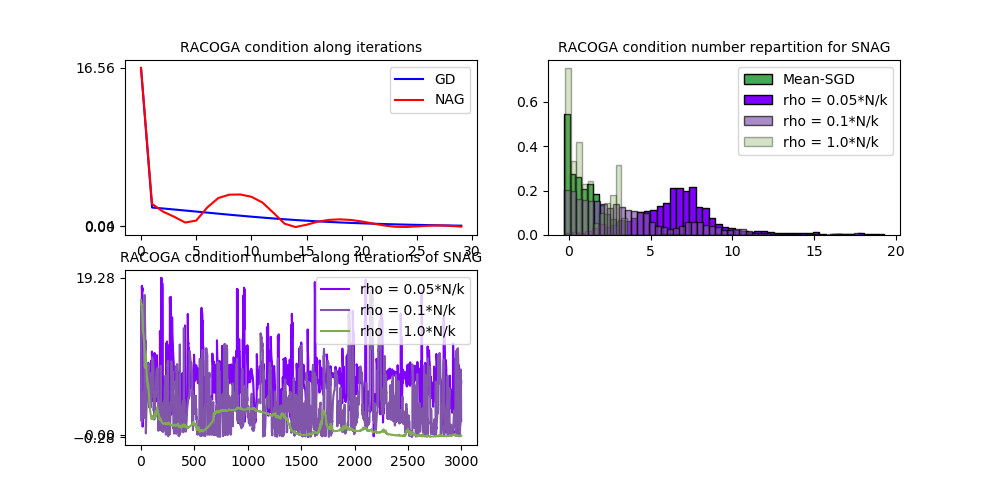 RACOGA condition along iterations
16.56
0.04
0 5 10 15 20 25 30
GD
NAG
RACOGA condition number repartition for SNAG
0.6
0.4
0.2
0.0
0 5 10 15 20
Mean-SGD
rho = 0.05*N/k
rho = 0.1*N/k
rho = 1.0*N/k
RACOGA condition number along iterations of SNAG
19.28
0 500 1000 1500 2000 2500 3000
rho = 0.05*N/k
rho = 0.1*N/k
rho = 1.0*N/k